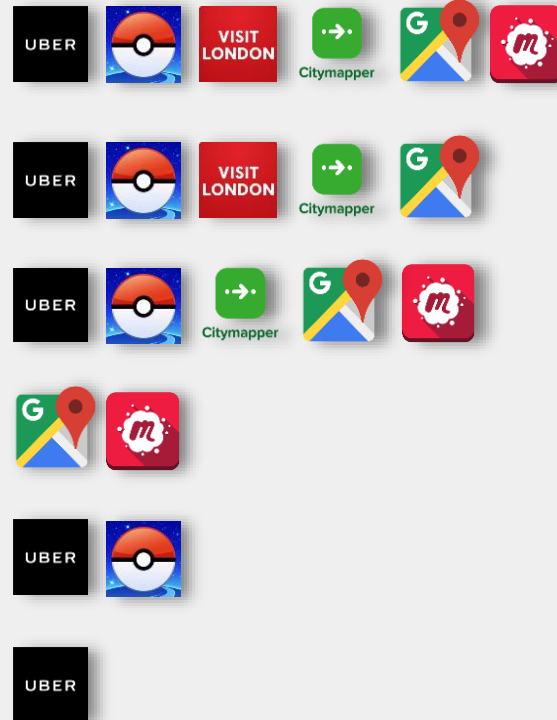 UBER
VISIT
LONDON
Citymapper
G
m
UBER
VISIT
LONDON
Citymapper
G
UBER
Citymapper
G
m
G
m
UBER
UBER